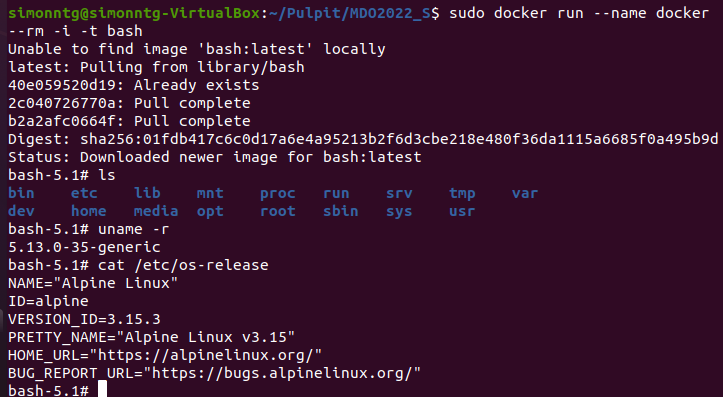 simonntg@simonntg-VirtualBox:~/Pulpit/MDO2022_S$ sudo docker run --name docker
--rm -i -t bash
Unable to find image 'bash:latest' locally
latest: Pulling from library/bash
40e059520d19: Already exists
2c040726770a: Pull complete
b2a2afc0664f: Pull complete
Digest: sha256:01fdb417c6c0d17a6e4a95213b2f6d3cbe218e480f36da1115a6685f0a495b9d
Status: Downloaded newer image for bash:latest
bash-5.1# ls
bin    etc    lib    mnt    proc   run    srv    tmp    var
dev    home   media  opt    root   sbin   sys    usr
bash-5.1# uname -r
5.13.0-35-generic
bash-5.1# cat /etc/os-release
NAME="Alpine Linux"
ID=alpine
VERSION_ID=3.15.3
PRETTY_NAME="Alpine Linux v3.15"
HOME_URL="https://alpinelinux.org/"
BUG_REPORT_URL="https://bugs.alpinelinux.org/"
bash-5.1#